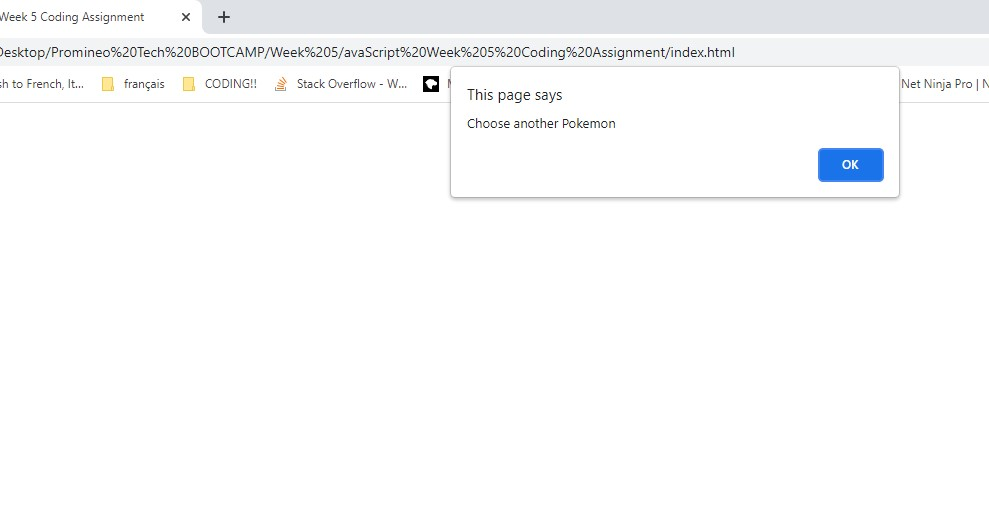 Week 5 Coding Assignment
Desktop/Promineo%20Tech%20BOOTCAMP/Week%205/avaScript%20Week%205%20Coding%20Assignment/index.html
sh to French, It... français CODING!! Stack Overflow - W... Net Ninja Pro | N
This page says
Choose another Pokemon
OK